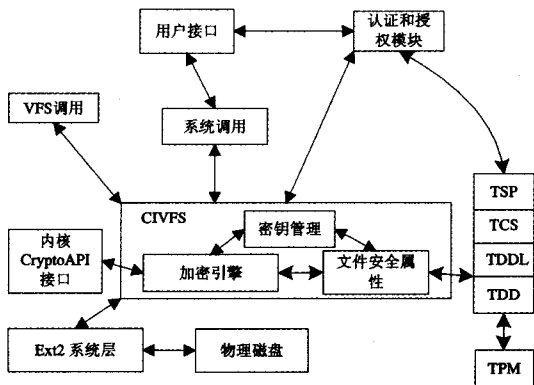 用户接口
认证和授
权模块
VFS调用
系统调用
CIVFS
密钥管理
TSP
TCS
TDDL
TDD
内核
CryptoAPI
接口
加密引擎
文件安全属
性
Ext2 系统层
物理磁盘
TPM